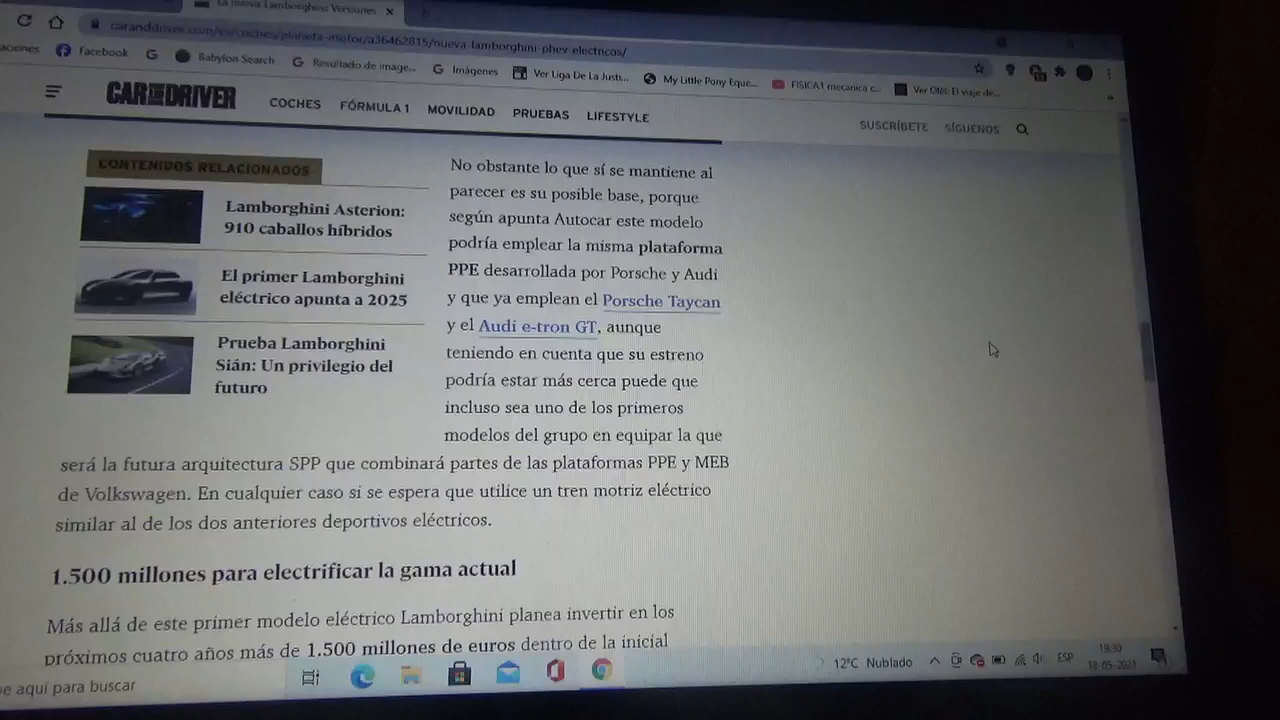 La nueva Lamborghini Versiones
caranddriver.com/es/coches/planeta-motor/a36462815/nueva-lamborghini-phev-electricos/
aciones Facebook G Babylon Search G Resultado de image... G Imágenes Ver Liga De La Justi... My Little Pony Eque... FISICA1 mecanica c... Ver Olé! El viaje de... »
CAR AND DRIVER COCHES FÓRMULA 1 MOVILIDAD PRUEBAS LIFESTYLE SUSCRÍBETE SÍGUENOS
CONTENIDOS RELACIONADOS
Lamborghini Asterion:
910 caballos híbridos
El primer Lamborghini
eléctrico apunta a 2025
Prueba Lamborghini
Sián: Un privilegio del
futuro
No obstante lo que sí se mantiene al
parecer es su posible base, porque
según apunta Autocar este modelo
podría emplear la misma plataforma
PPE desarrollada por Porsche y Audi
y que ya emplean el Porsche Taycan
y el Audi e-tron GT, aunque
teniendo en cuenta que su estreno
podría estar más cerca puede que
incluso sea uno de los primeros
modelos del grupo en equipar la que
será la futura arquitectura SPP que combinará partes de las plataformas PPE y MEB
de Volkswagen. En cualquier caso si se espera que utilice un tren motriz eléctrico
similar al de los dos anteriores deportivos eléctricos.
1.500 millones para electrificar la gama actual
Más allá de este primer modelo eléctrico Lamborghini planea invertir en los
próximos cuatro años más de 1.500 millones de euros dentro de la inicial
be aquí para buscar
12°C Nublado ESP
18-05-2021